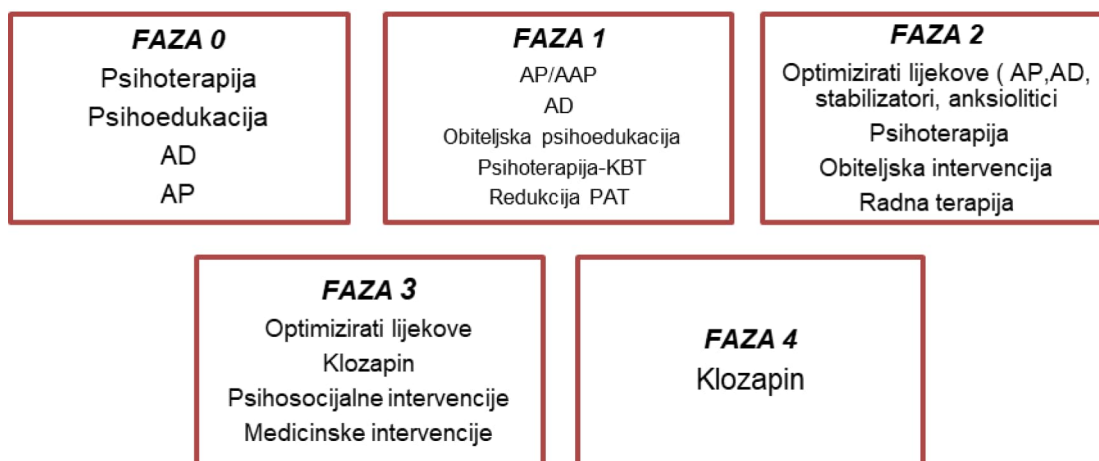 FAZA 0
Psihoterapija
Psihoedukacija
AD
AP
FAZA 1
AP/AAP
AD
Obiteljska psihoedukacija
Psihoterapija-KBT
Redukcija PAT
FAZA 2
Optimizirati lijekove ( AP,AD,
stabilizatori, anksiolitici
Psihoterapija
Obiteljska intervencija
Radna terapija
FAZA 3
Optimizirati lijekove
Klozapin
Psihosocijalne intervencije
Medicinske intervencije
FAZA 4
Klozapin